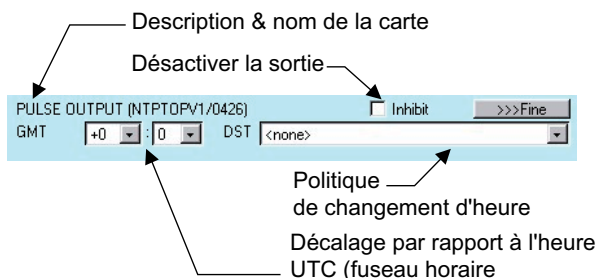 Description & nom de la carte
Désactiver la sortie
PULSE OUTPUT (NTPTOPV1/0426)
Inhibit
>>>Fine
GMT
+0
:
0
DST
<none>
Politique
de changement d'heure
Décalage par rapport à l'heure
UTC (fuseau horaire